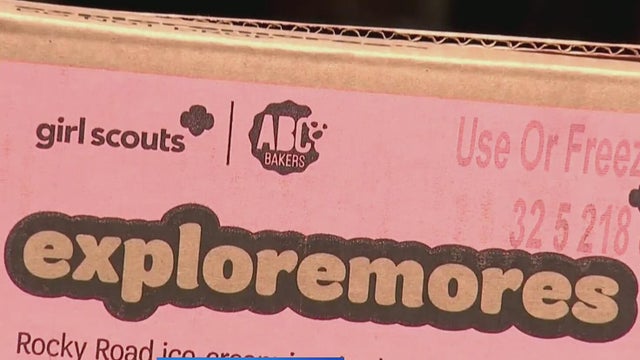 girl scouts
ABC
BAKERS
Use Or Freez
32 5 218
exploremores
Rocky Road ice-cream